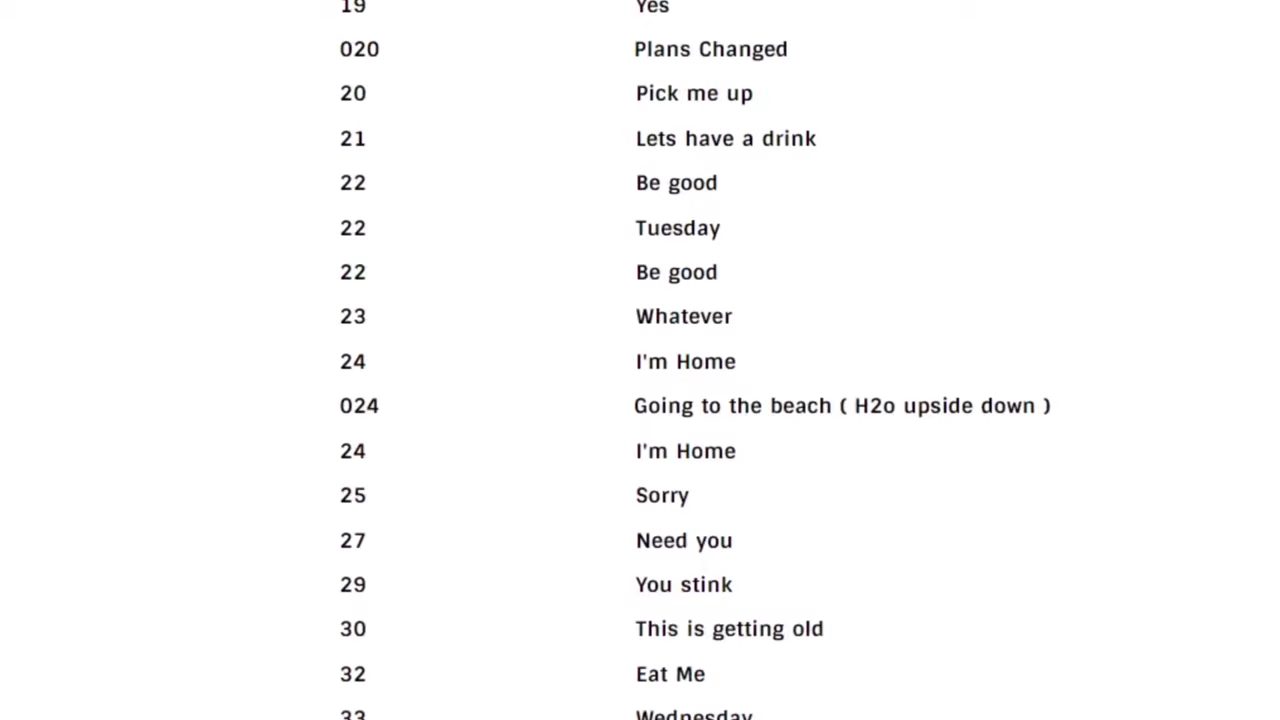 19 Yes
020 Plans Changed
20 Pick me up
21 Lets have a drink
22 Be good
22 Tuesday
22 Be good
23 Whatever
24 I'm Home
024 Going to the beach ( H2o upside down )
24 I'm Home
25 Sorry
27 Need you
29 You stink
30 This is getting old
32 Eat Me
33 Wednesday